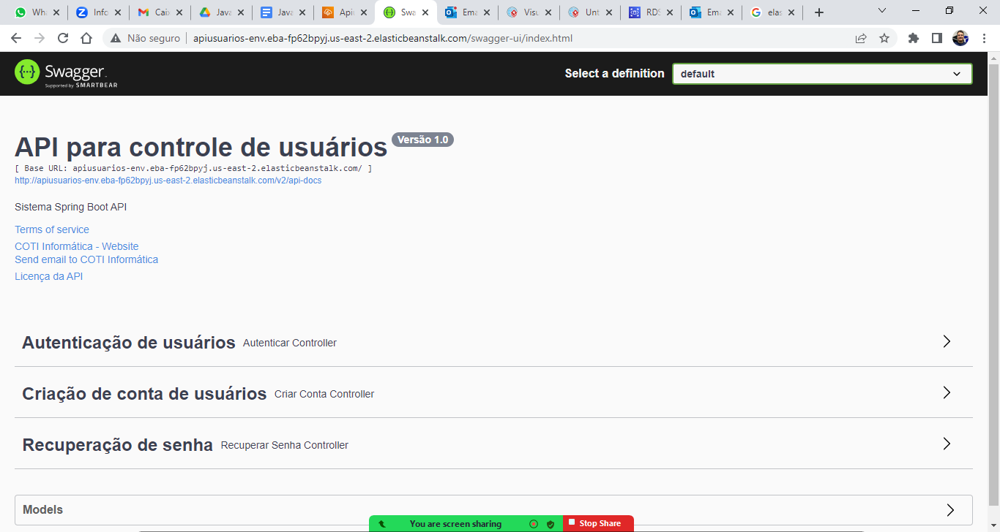 Wha
Info
Caix
Java
Java
Api
Swa
Ema
Visu
Unt
RDS
Ema
elas
Não seguro
apiusuarios-env.eba-fp62bpyj.us-east-2.elasticbeanstalk.com/swagger-ui/index.html
Swagger
Supported by SMARTBEAR
Select a definition
default
API para controle de usuários Versão 1.0
[ Base URL: apiusuarios-env.eba-fp62bpyj.us-east-2.elasticbeanstalk.com/ ]
http://apiusuarios-env.eba-fp62bpyj.us-east-2.elasticbeanstalk.com/v2/api-docs
Sistema Spring Boot API
Terms of service
COTI Informática - Website
Send email to COTI Informática
Licença da API
Autenticação de usuários Autenticar Controller
Criação de conta de usuários Criar Conta Controller
Recuperação de senha Recuperar Senha Controller
Models
You are screen sharing
Stop Share